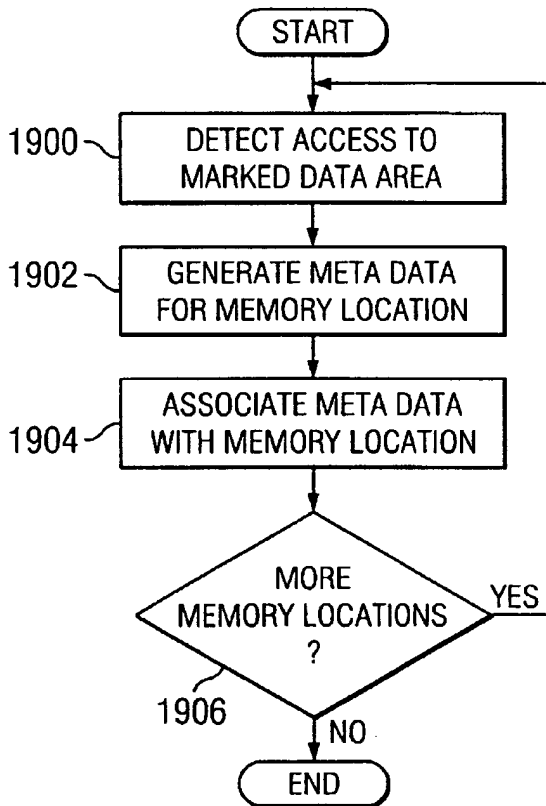 START
1900
DETECT ACCESS TO
MARKED DATA AREA
1902
GENERATE META DATA
FOR MEMORY LOCATION
1904
ASSOCIATE META DATA
WITH MEMORY LOCATION
MORE
MEMORY LOCATIONS
?
YES
1906
NO
END